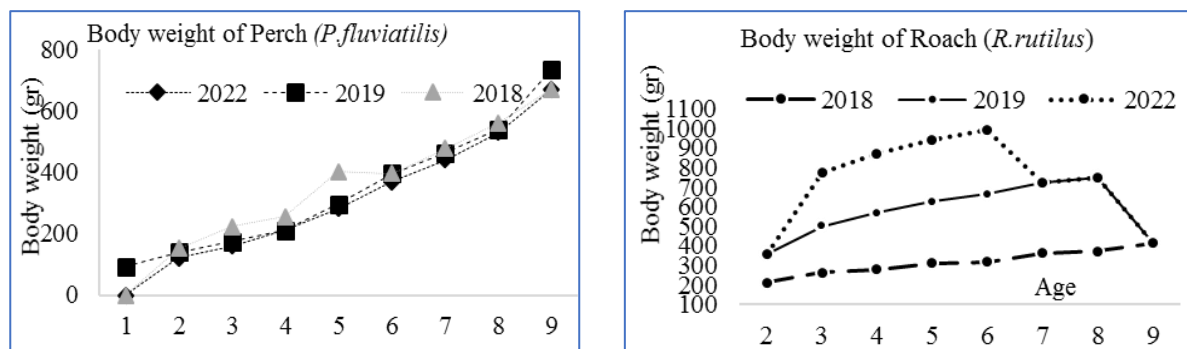 Body weight of Perch (P.fluviatilis)
Body weight (gr)
800
600
400
200
0
2022 2019 2018
1 2 3 4 5 6 7 8 9
Body weight of Roach (R.rutilus)
Body weight (gr)
2018 2019 2022
1100
1000
900
800
700
600
500
400
300
200
100
Age
2 3 4 5 6 7 8 9